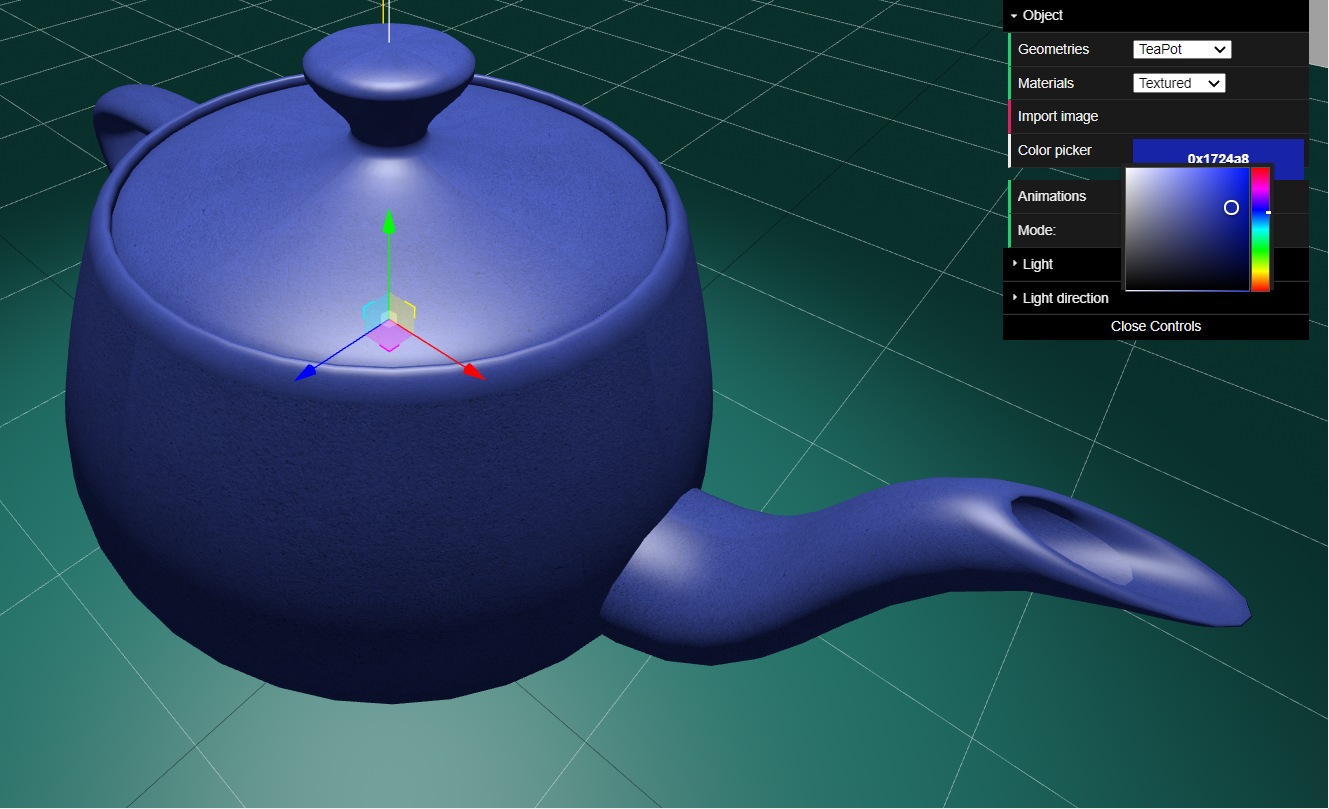 Object
Geometries TeaPot
Materials Textured
Import image
Color picker 0x1724a8
Animations
Mode:
Light
Light direction
Close Controls